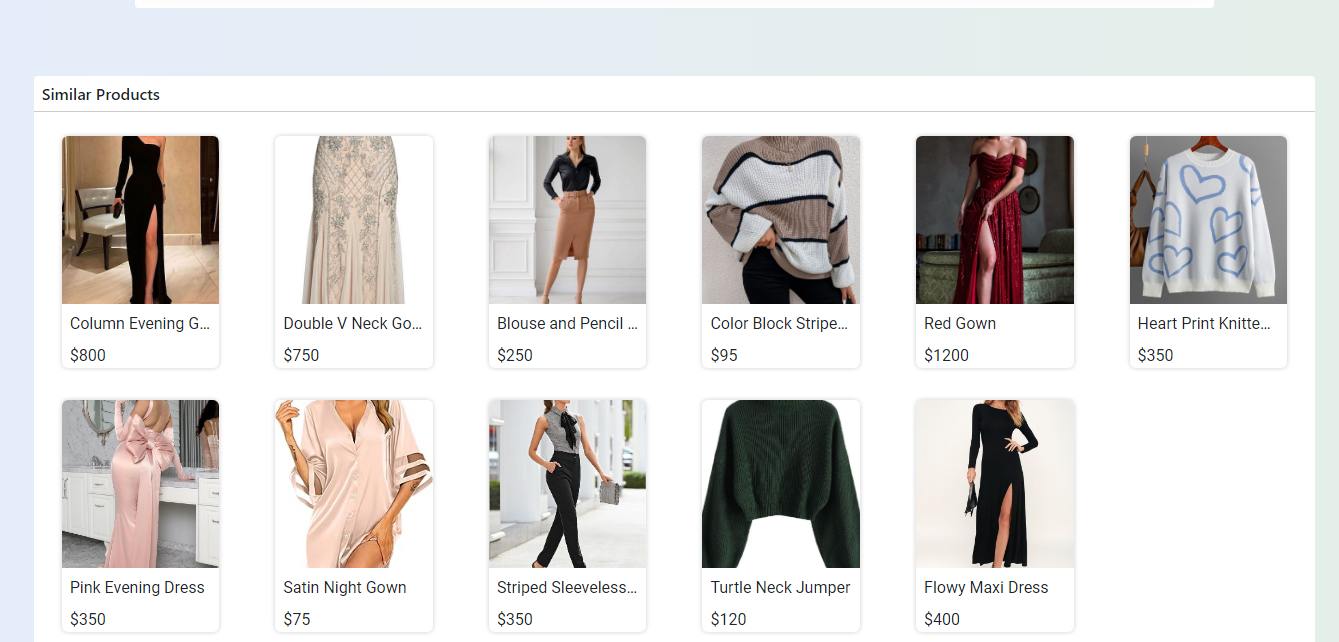 Similar Products
Column Evening G...
$800
Double V Neck Go...
$750
Blouse and Pencil ...
$250
Color Block Stripe...
$95
Red Gown
$1200
Heart Print Knitte...
$350
Pink Evening Dress
$350
Satin Night Gown
$75
Striped Sleeveless...
$350
Turtle Neck Jumper
$120
Flowy Maxi Dress
$400